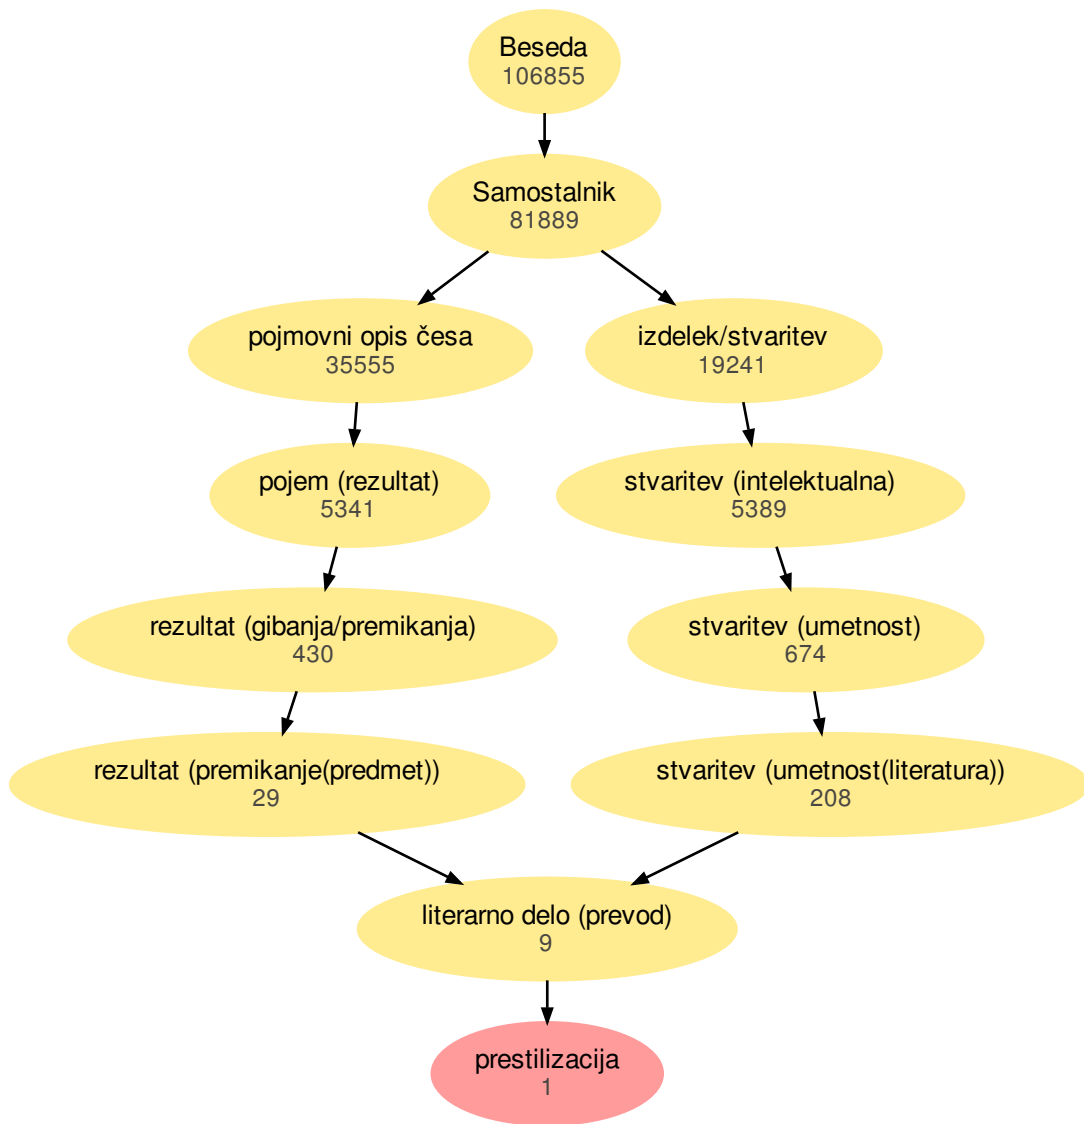 Beseda
106855
Samostalnik
81889
pojmovni opis česa
35555
izdelek/stvaritev
19241
pojem (rezultat)
5341
stvaritev (intelektualna)
5389
rezultat (gibanja/premikanja)
430
stvaritev (umetnost)
674
rezultat (premikanje(predmet))
29
stvaritev (umetnost(literatura))
208
literarno delo (prevod)
9
prestilizacija
1